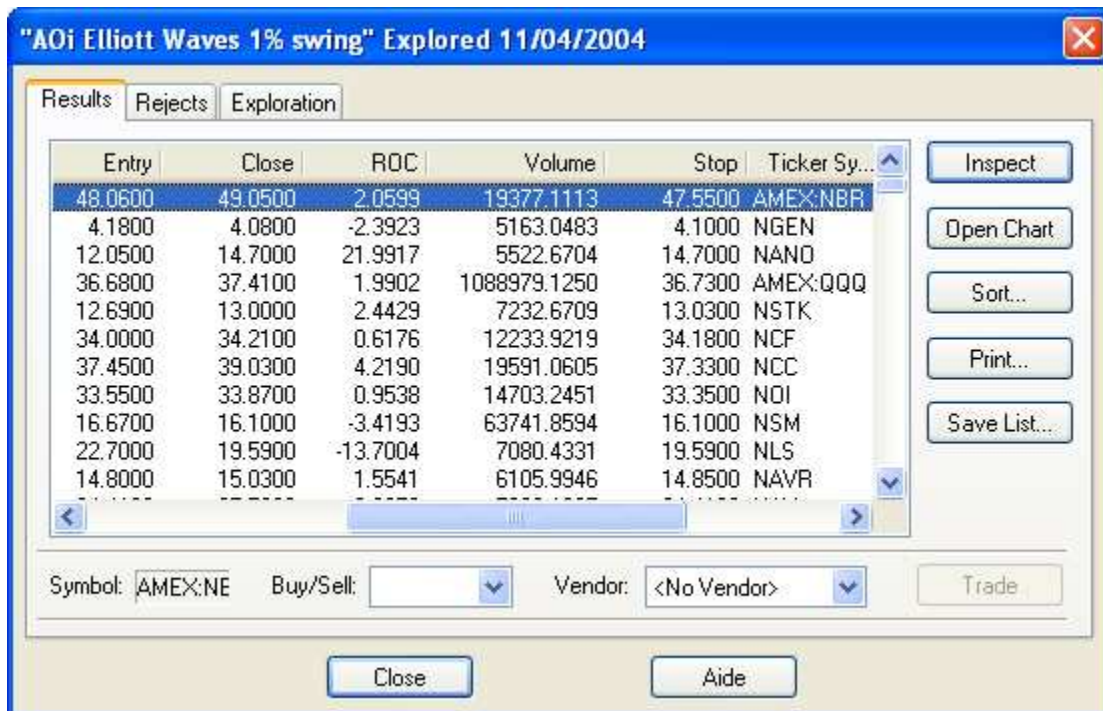 "AOi Elliott Waves 1% swing" Explored 11/04/2004
Results Rejects Exploration
Entry Close ROC Volume Stop Ticker Sy... Inspect
48.0600 49.0500 2.0599 19377.1113 47.5500 AMEX:NBR
4.1800 4.0800 -2.3923 5163.0483 4.1000 NGEN Open Chart
12.0500 14.7000 21.9917 5522.6704 14.7000 NANO
36.6800 37.4100 1.9902 1088979.1250 36.7300 AMEX:QQQ Sort...
12.6900 13.0000 2.4429 7232.6709 13.0300 NSTK
34.0000 34.2100 0.6176 12233.9219 34.1800 NCF
37.4500 39.0300 4.2190 19591.0605 37.3300 NCC Print...
33.5500 33.8700 0.9538 14703.2451 33.3500 NOI
16.6700 16.1000 -3.4193 63741.8594 16.1000 NSM Save List...
22.7000 19.5900 -13.7004 7080.4331 19.5900 NLS
14.8000 15.0300 1.5541 6105.9946 14.8500 NAVR
Symbol: AMEX:NE Buy/Sell: Vendor: <No Vendor> Trade
Close Aide